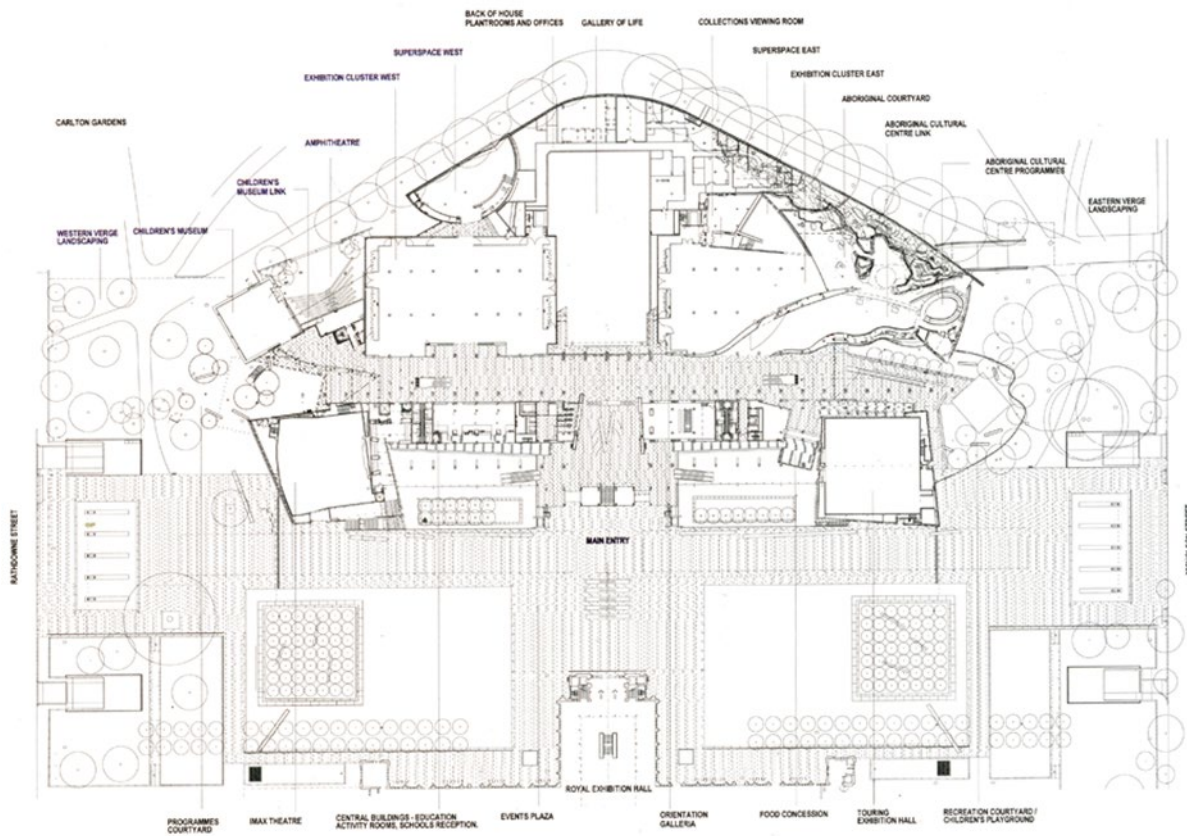 BACK OF HOUSE
PLANTROOMS AND OFFICES
GALLERY OF LIFE
COLLECTIONS VIEWING ROOM
SUPERSPACE WEST
SUPERSPACE EAST
EXHIBITION CLUSTER WEST
EXHIBITION CLUSTER EAST
ABORIGINAL COURTYARD
CARLTON GARDENS
ABORIGINAL CULTURAL
CENTRE LINK
AMPHITHEATRE
ABORIGINAL CULTURAL
CENTRE PROGRAMMES
CHILDREN'S
MUSEUM LINK
EASTERN VERGE
LANDSCAPING
WESTERN VERGE
LANDSCAPING
CHILDREN'S MUSEUM
RATHDOWNE STREET
MAIN ENTRY
ROYAL EXHIBITION HALL
PROGRAMMES
COURTYARD
IMAX THEATRE
CENTRAL BUILDINGS - EDUCATION
ACTIVITY ROOMS, SCHOOLS RECEPTION.
EVENTS PLAZA
ORIENTATION
GALLERIA
FOOD CONCESSION
TOURING
EXHIBITION HALL
RECREATION COURTYARD /
CHILDREN'S PLAYGROUND